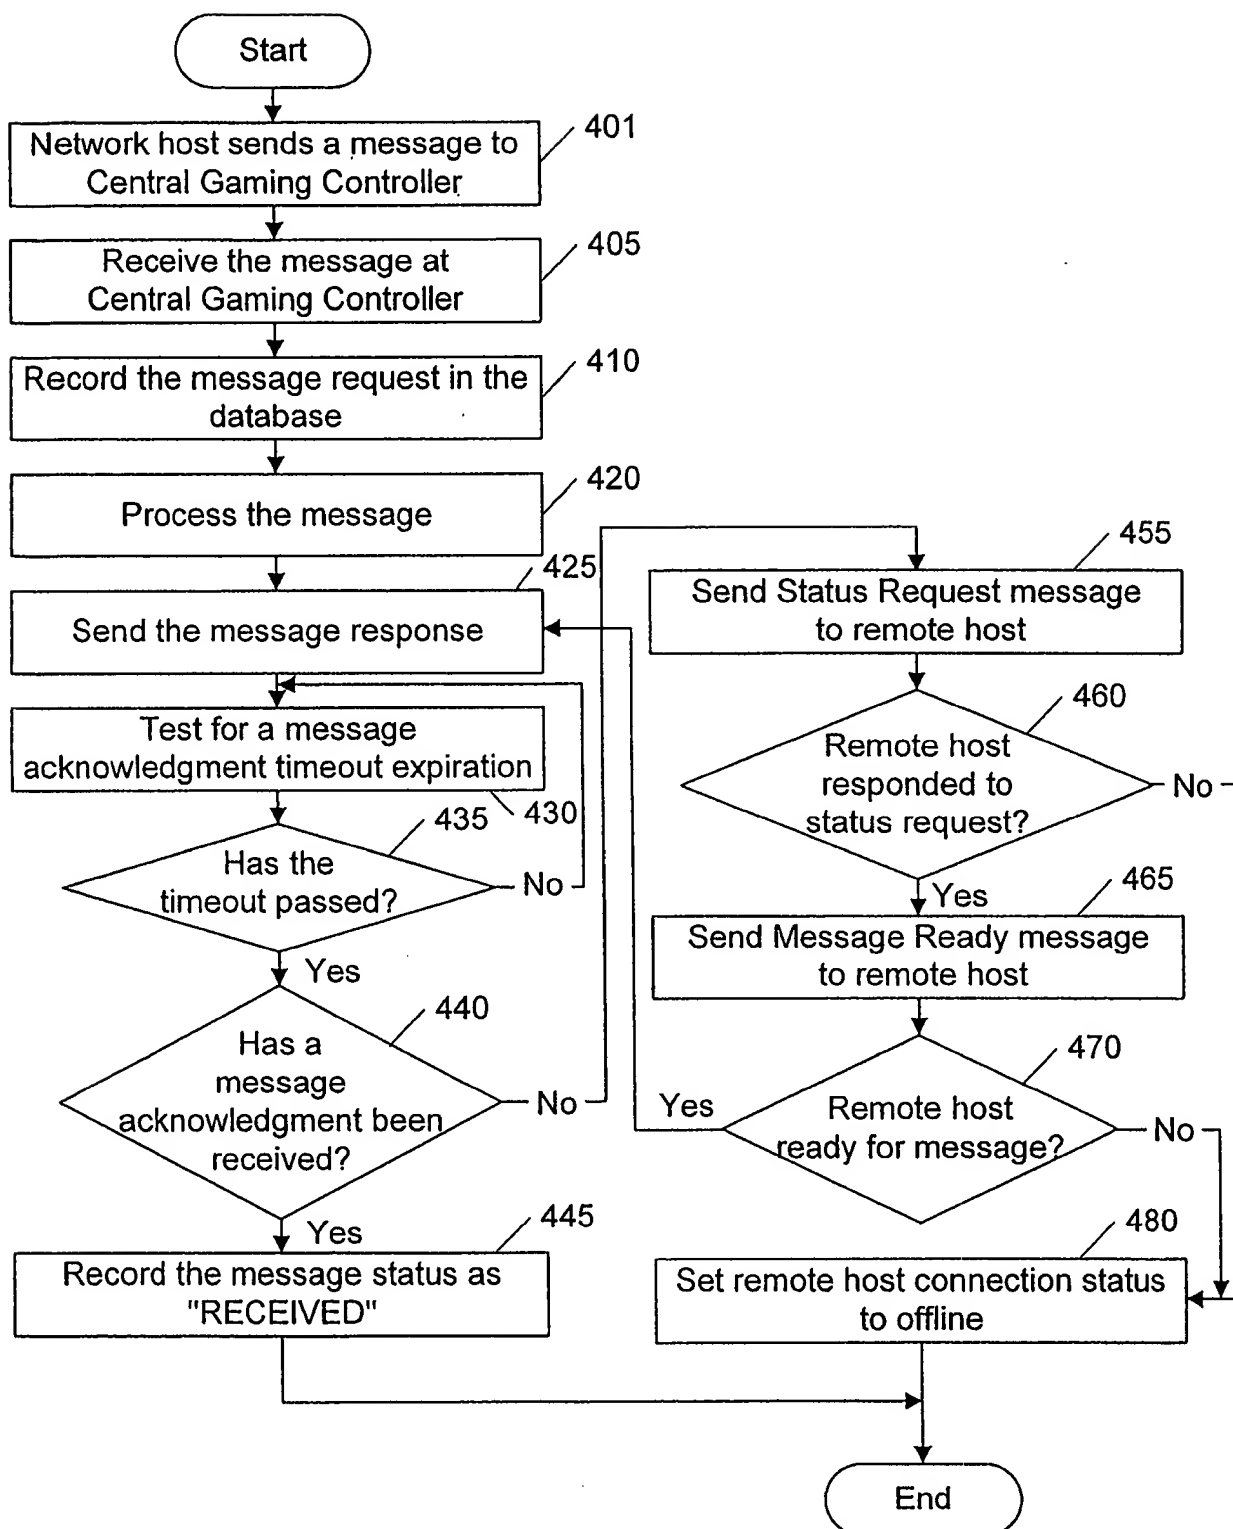 Start
401
Network host sends a message to
Central Gaming Controller
405
Receive the message at
Central Gaming Controller
410
Record the message request in the
database
420
Process the message
425
Send the message response
Test for a message
acknowledgment timeout expiration
430
435
Has the
timeout passed?
No
Yes
440
Has a
message
acknowledgment been
received?
No
Yes
445
Record the message status as
"RECEIVED"
455
Send Status Request message
to remote host
460
Remote host
responded to
status request?
No
Yes
465
Send Message Ready message
to remote host
470
Remote host
ready for message?
Yes
No
480
Set remote host connection status
to offline
End